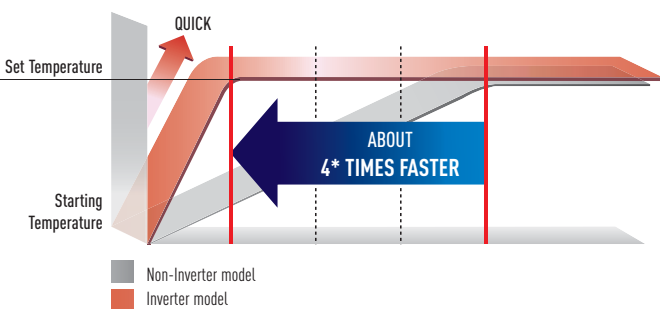 QUICK
Set Temperature
ABOUT
4* TIMES FASTER
Starting
Temperature
Non-Inverter model
Inverter model